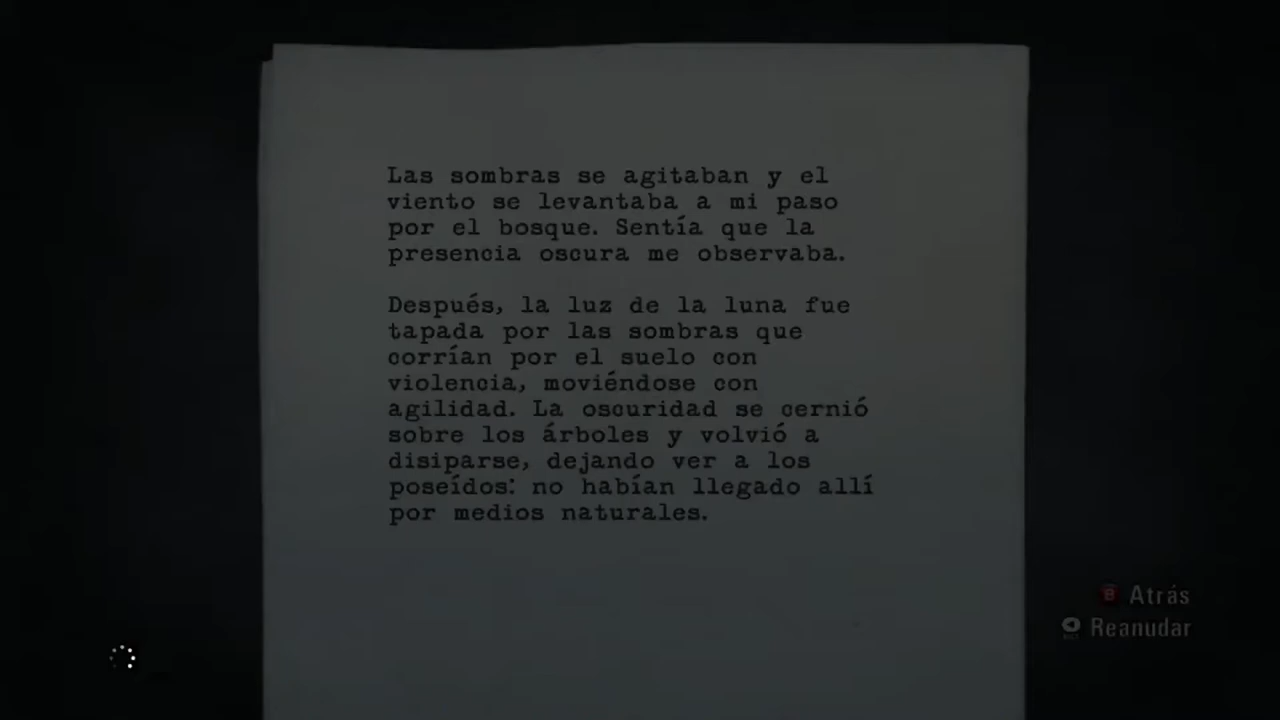 Las sombras se agitaban y el
viento se levantaba a mi paso
por el bosque. Sentía que la
presencia oscura me observaba.
Después, la luz de la luna fue
tapada por las sombras que
corrían por el suelo con
violencia, moviéndose con
agilidad. La oscuridad se cernió
sobre los árboles y volvió a
disiparse, dejando ver a los
poseídos: no habían llegado allí
por medios naturales.
B Atrás
Reanudar